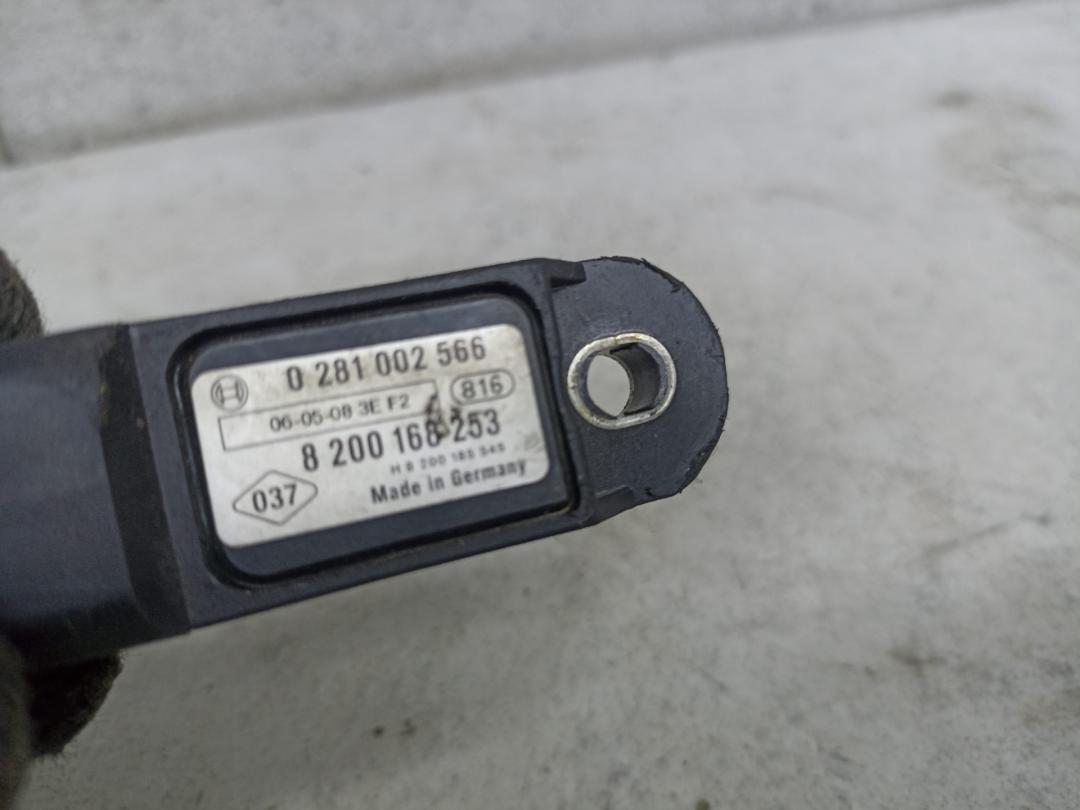 0 281 002 566
06-05-08 3E F2
816
8 200 168 253
H 8 200 185 545
037
Made in Germany